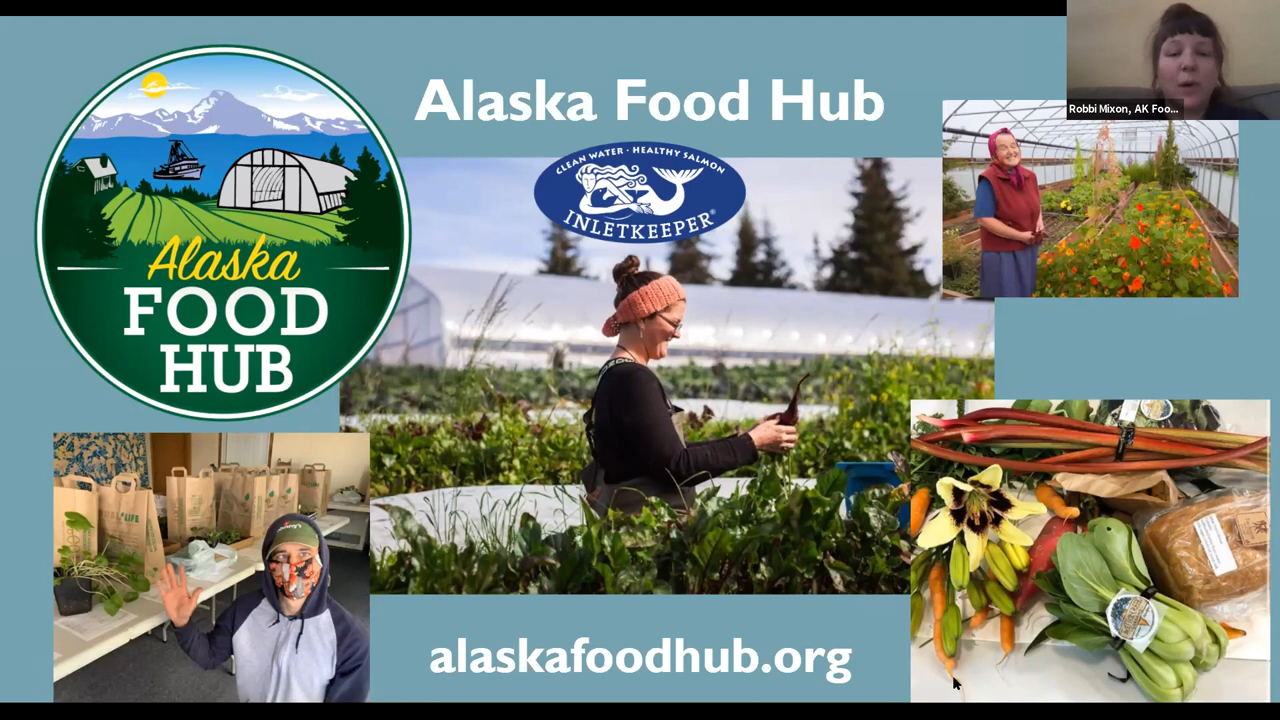 Alaska Food Hub
Robbi Mixon, AK Foo...
CLEAN WATER · HEALTHY SALMON
INLETKEEPER®
Alaska
FOOD
HUB
alaskafoodhub.org